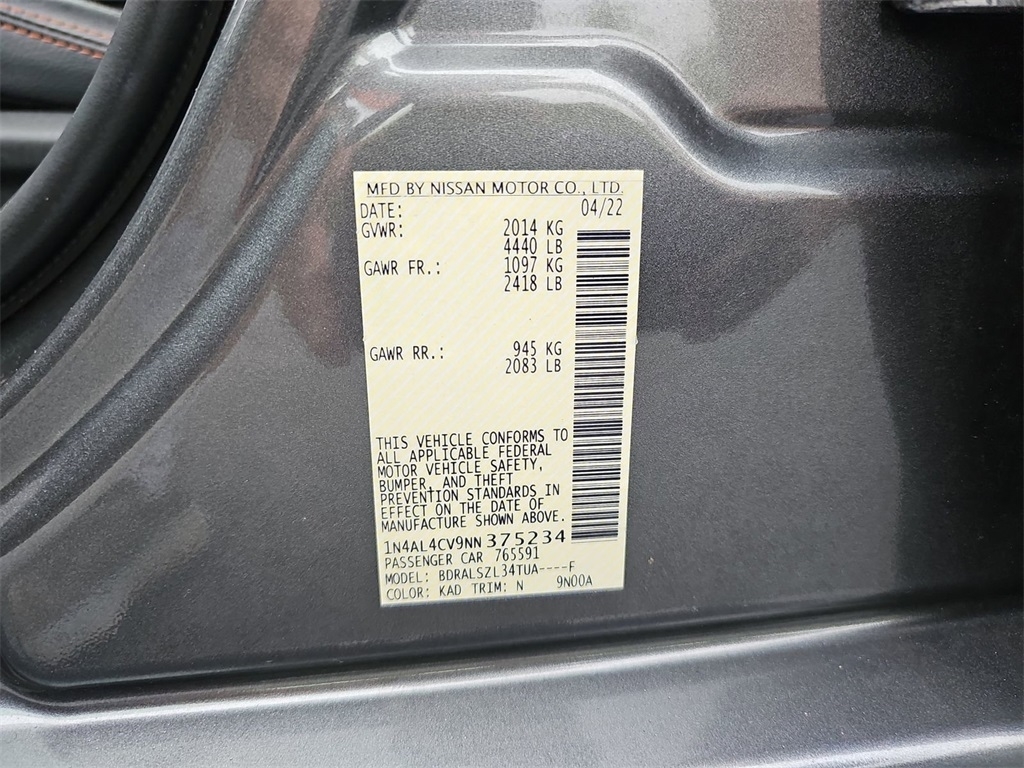 MFD BY NISSAN MOTOR CO., LTD.
DATE: 04/22
GVWR: 2014 KG
4440 LB
GAWR FR.: 1097 KG
2418 LB
GAWR RR.: 945 KG
2083 LB
THIS VEHICLE CONFORMS TO
ALL APPLICABLE FEDERAL
MOTOR VEHICLE SAFETY,
BUMPER, AND THEFT
PREVENTION STANDARDS IN
EFFECT ON THE DATE OF
MANUFACTURE SHOWN ABOVE.
1N4AL4CV9NN 375234
PASSENGER CAR 765591
MODEL: BDRALSZL34TUA----F
COLOR: KAD TRIM: N 9N00A